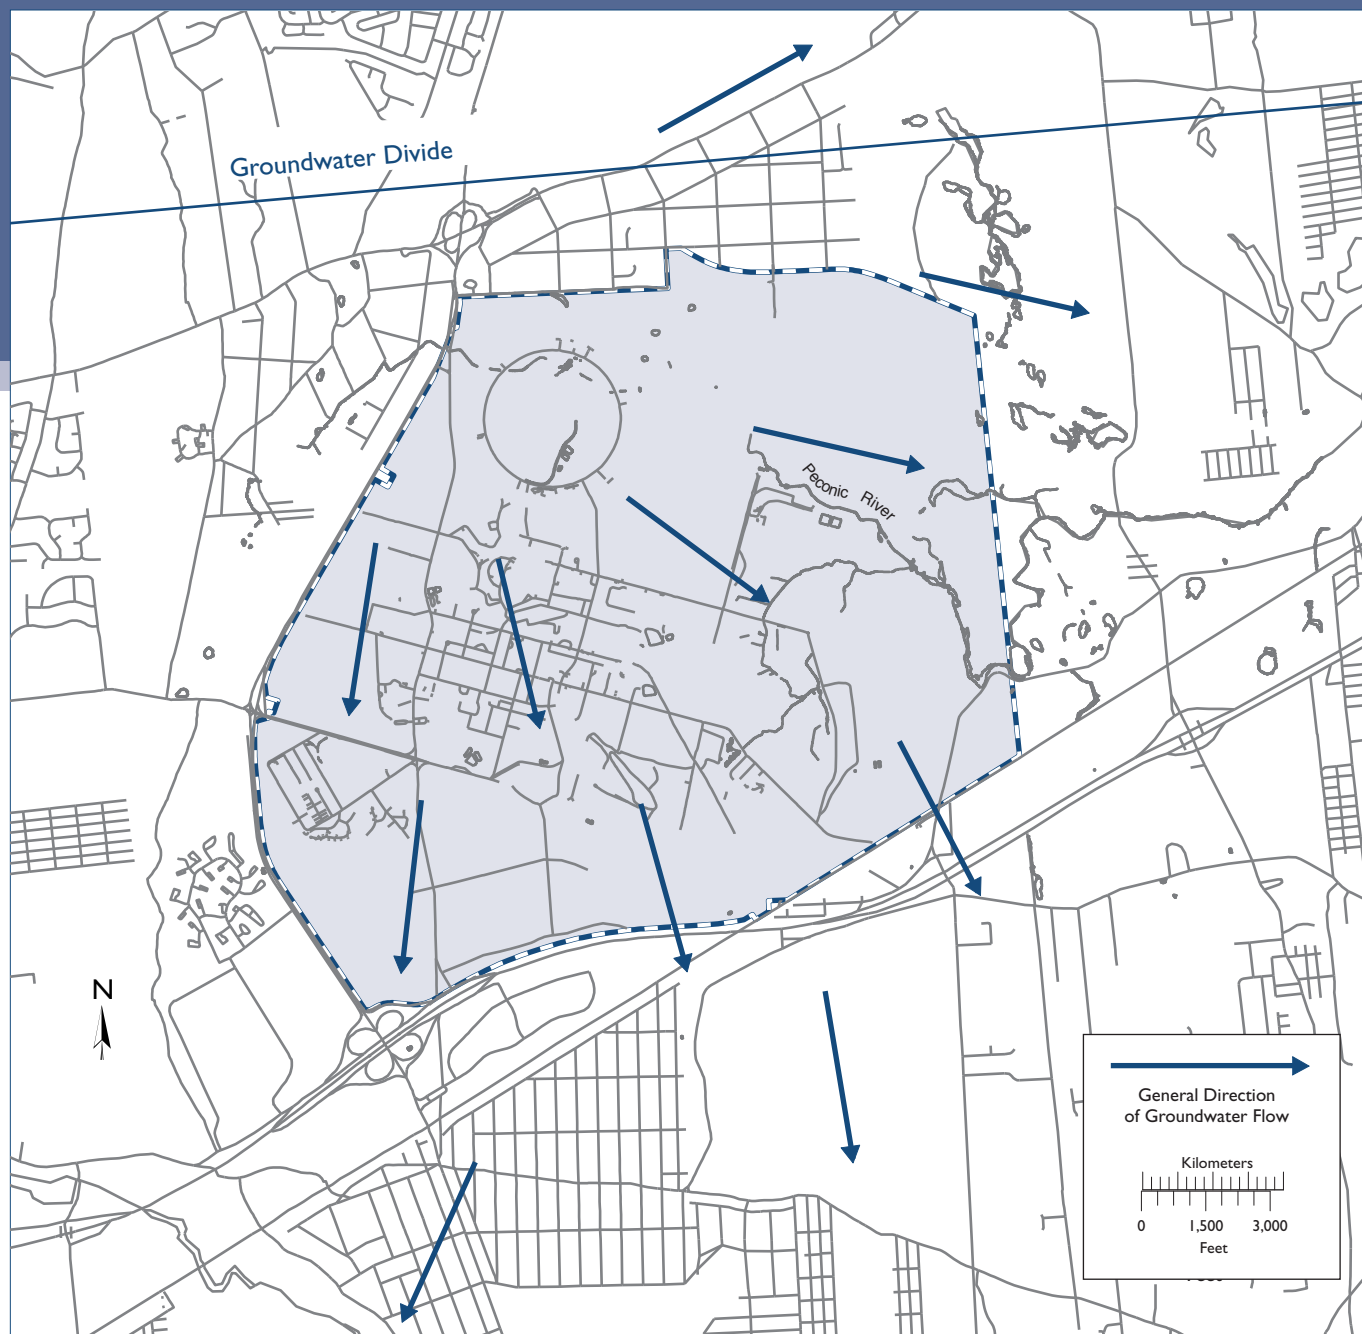 Groundwater Divide
Peconic River
N
General Direction
of Groundwater Flow
Kilometers
0 1,500 3,000
Feet